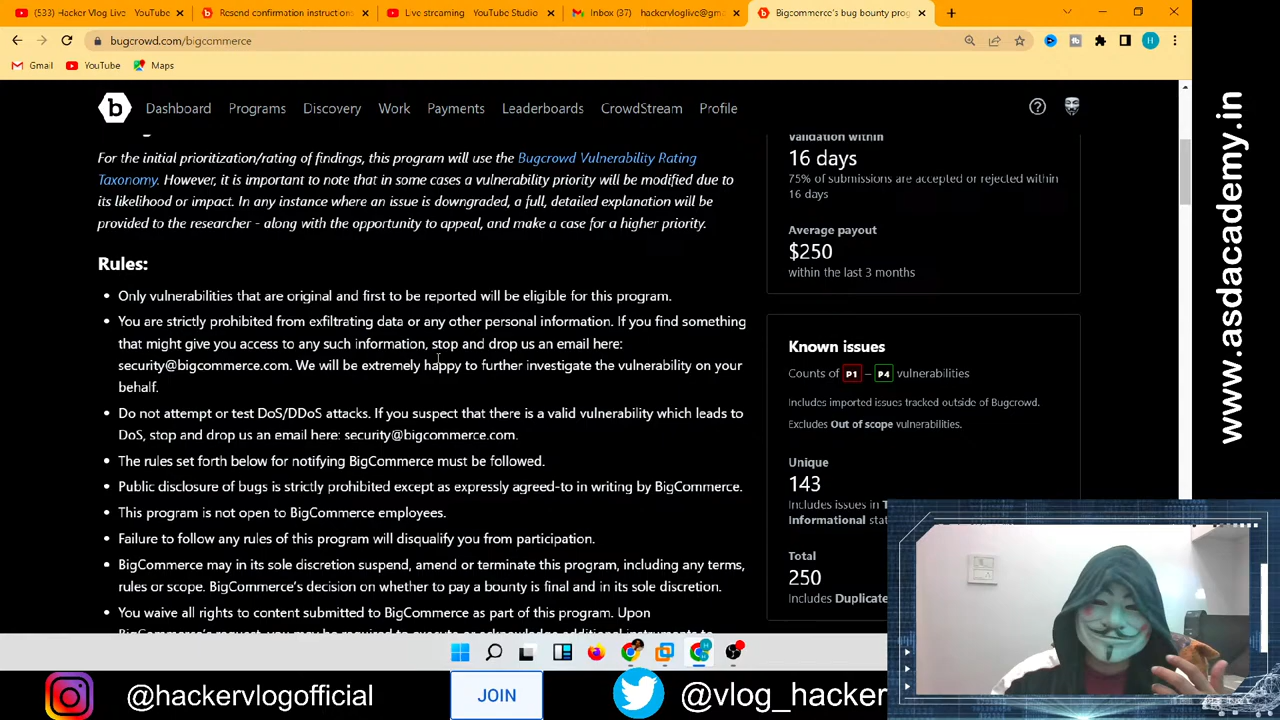 (533) Hacker Vlog Live - YouTube
Resend confirmation instructions
Live streaming - YouTube Studio
Inbox (37) - hackervloglive@gm
Bigcommerce's bug bounty prog
bugcrowd.com/bigcommerce
H
Gmail
YouTube
Maps
b
Dashboard
Programs
Discovery
Work
Payments
Leaderboards
CrowdStream
Profile
For the initial prioritization/rating of findings, this program will use the Bugcrowd Vulnerability Rating
Taxonomy. However, it is important to note that in some cases a vulnerability priority will be modified due to
its likelihood or impact. In any instance where an issue is downgraded, a full, detailed explanation will be
provided to the researcher - along with the opportunity to appeal, and make a case for a higher priority.
Rules:
Only vulnerabilities that are original and first to be reported will be eligible for this program.
You are strictly prohibited from exfiltrating data or any other personal information. If you find something
that might give you access to any such information, stop and drop us an email here:
security@bigcommerce.com. We will be extremely happy to further investigate the vulnerability on your
behalf.
Do not attempt or test DoS/DDoS attacks. If you suspect that there is a valid vulnerability which leads to
DoS, stop and drop us an email here: security@bigcommerce.com.
The rules set forth below for notifying BigCommerce must be followed.
Public disclosure of bugs is strictly prohibited except as expressly agreed-to in writing by BigCommerce.
This program is not open to BigCommerce employees.
Failure to follow any rules of this program will disqualify you from participation.
BigCommerce may in its sole discretion suspend, amend or terminate this program, including any terms,
rules or scope. BigCommerce's decision on whether to pay a bounty is final and in its sole discretion.
You waive all rights to content submitted to BigCommerce as part of this program. Upon
Validation within
16 days
75% of submissions are accepted or rejected within
16 days
Average payout
$250
within the last 3 months
Known issues
Counts of P1 – P4 vulnerabilities
Includes imported issues tracked outside of Bugcrowd.
Excludes Out of scope vulnerabilities.
Unique
143
Includes issues in
Informational
Total
250
Includes Duplicate
www.asdacademy.in
@hackervlogofficial
JOIN
@vlog_hacker